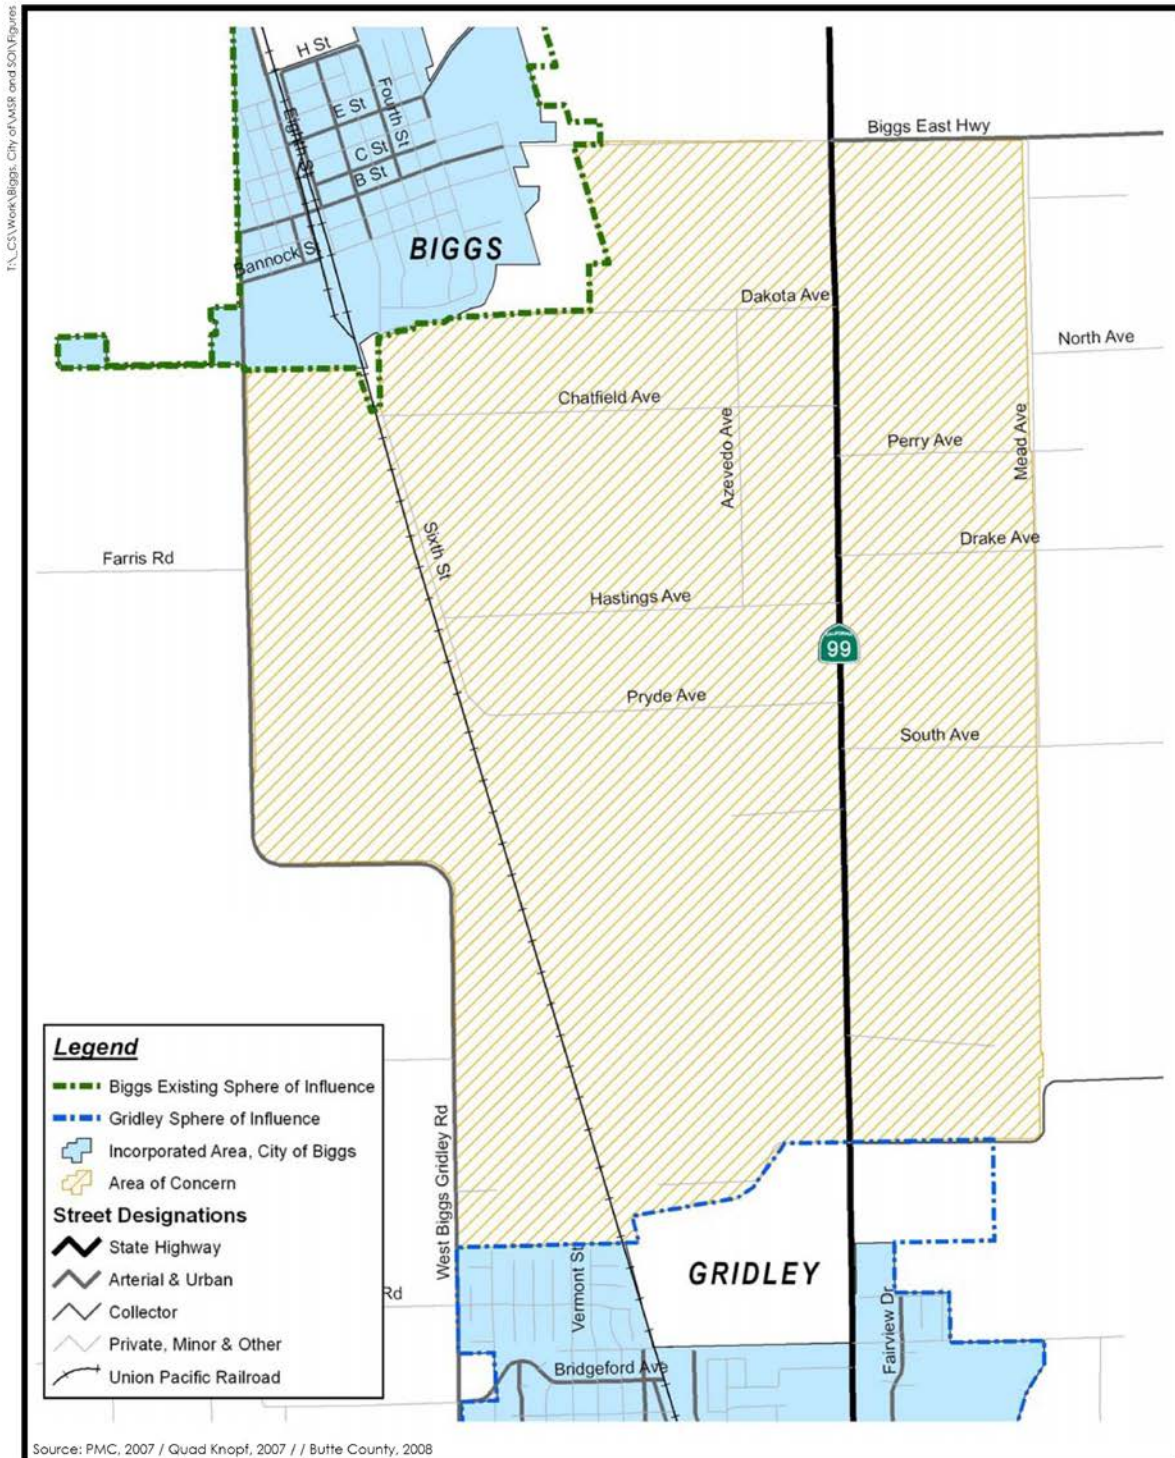 T:\_CS\Work\Biggs, City of\MSR and SOI\Figures
H St
Fourth St
E St
Eighth St
C St
B St
Biggs East Hwy
BIGGS
Bannock S
Dakota Ave
North Ave
Chatfield Ave
Azevedo Ave
Perry Ave
Mead Ave
Sixth St
Farris Rd
Drake Ave
Hastings Ave
CALIFORNIA
99
Pryde Ave
South Ave
Legend
Biggs Existing Sphere of Influence
Gridley Sphere of Influence
Incorporated Area, City of Biggs
Area of Concern
Street Designations
State Highway
Arterial & Urban
Collector
Private, Minor & Other
Union Pacific Railroad
West Biggs Gridley Rd
Rd
Vermont St
GRIDLEY
Fairview Dr
Bridgeford Ave
Source: PMC, 2007 / Quad Knopf, 2007 / / Butte County, 2008